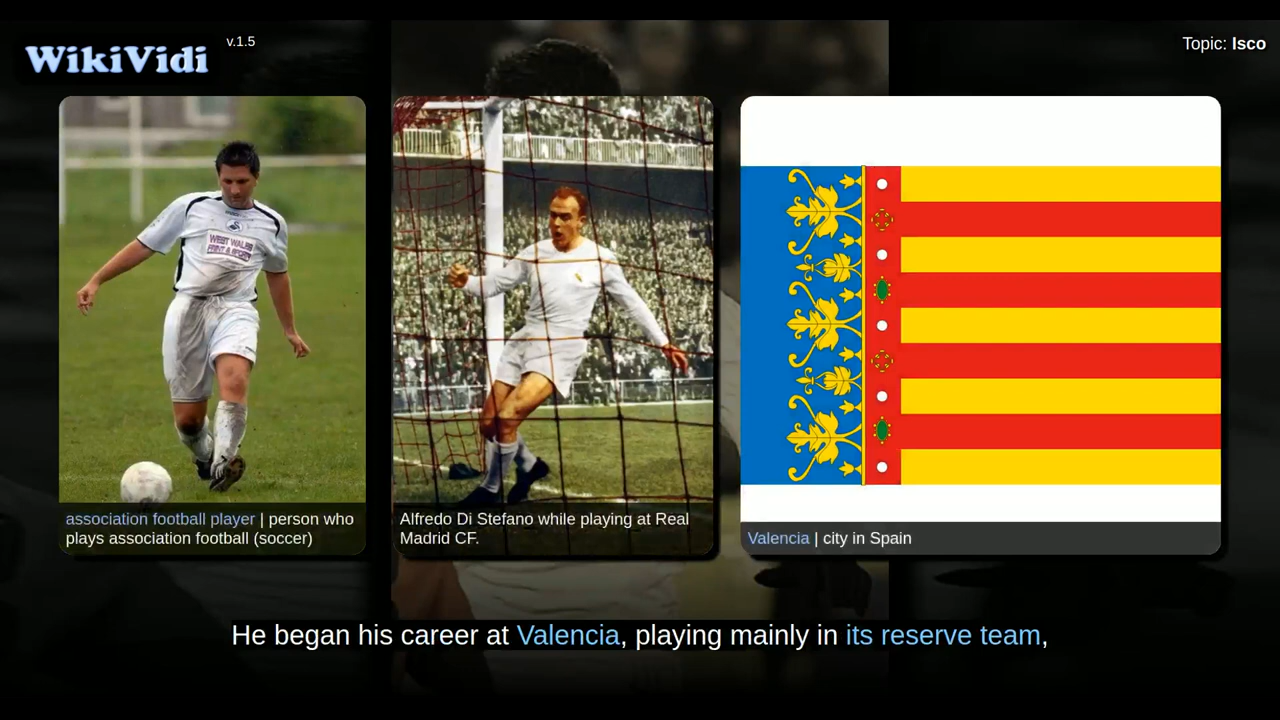 WikiVidi
v.1.5
Topic: Isco
WEST WALES
association football player | person who
plays association football (soccer)
Alfredo Di Stefano while playing at Real
Madrid CF.
Valencia | city in Spain
He began his career at Valencia, playing mainly in its reserve team,